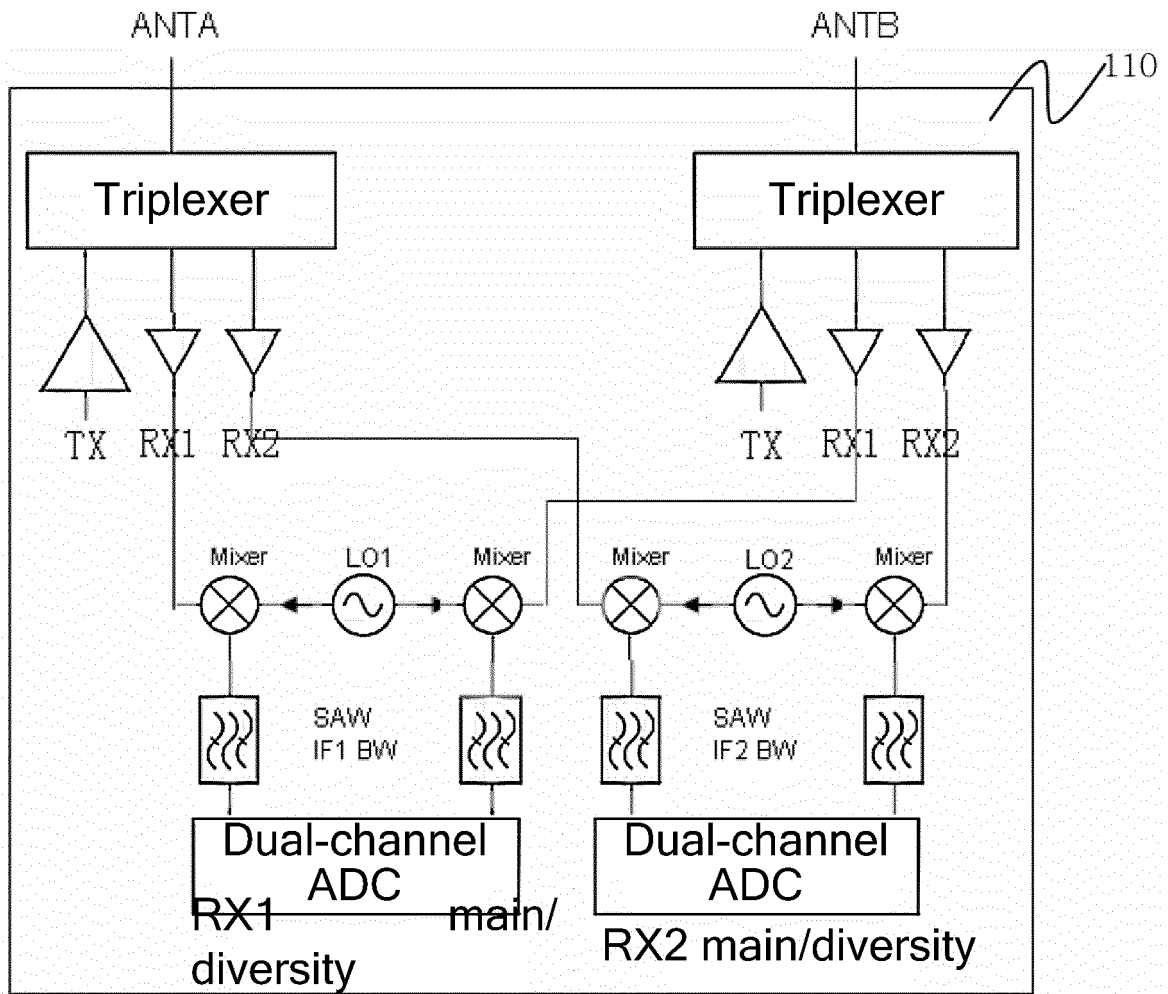 ANTA
ANTB
110
Triplexer
Triplexer
TX
RX1
RX2
TX
RX1
RX2
Mixer
LO1
Mixer
Mixer
LO2
Mixer
SAW
IF1 BW
SAW
IF2 BW
Dual-channel
ADC
Dual-channel
ADC
RX1 main/
diversity
RX2 main/diversity